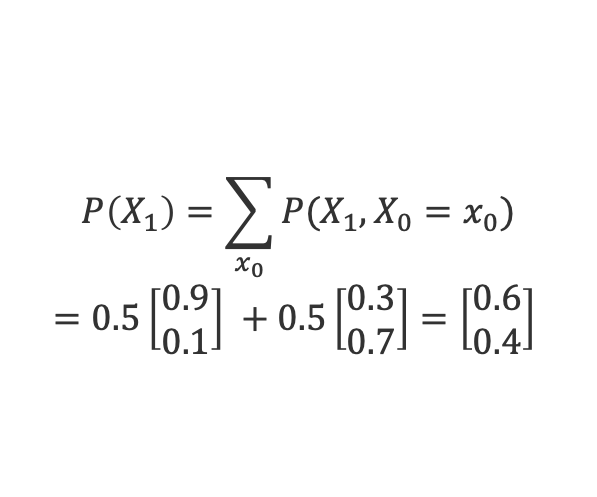 P(X₁) = ∑_{x₀} P(X₁, X₀ = x₀)
= 0.5 [0.9 0.1] + 0.5 [0.3 0.7] = [0.6 0.4]